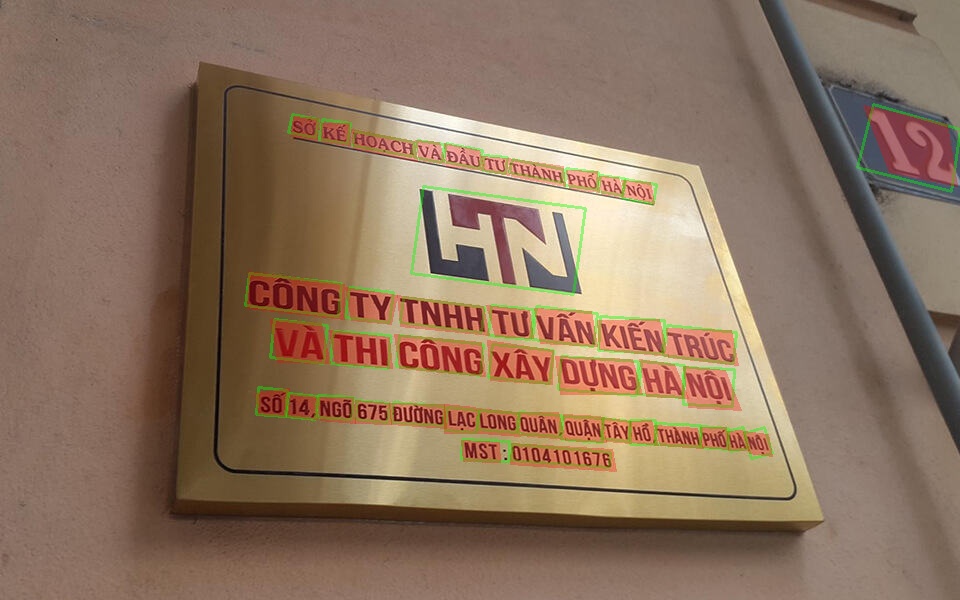 SỞ KẾ HOẠCH VÀ ĐẦU TƯ THÀNH PHỐ HÀ NỘI
HTN
CÔNG TY TNHH TƯ VẤN KIẾN TRÚC
VÀ THI CÔNG XÂY DỰNG HÀ NỘI
SỐ 14, NGÕ 675 ĐƯỜNG LẠC LONG QUÂN, QUẬN TÂY HỒ, THÀNH PHỐ HÀ NỘI
MST : 0104101676
12